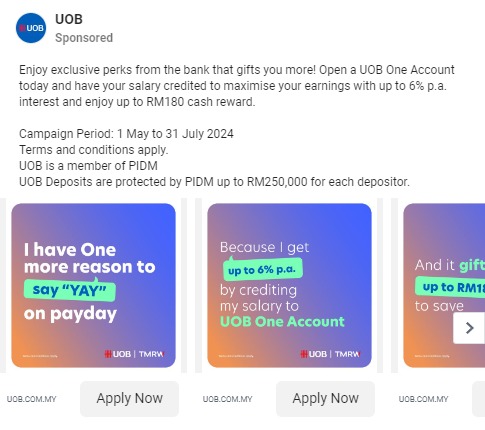 UOB
UOB
Sponsored
Enjoy exclusive perks from the bank that gifts you more! Open a UOB One Account
today and have your salary credited to maximise your earnings with up to 6% p.a.
interest and enjoy up to RM180 cash reward.
Campaign Period: 1 May to 31 July 2024
Terms and conditions apply.
UOB is a member of PIDM
UOB Deposits are protected by PIDM up to RM250,000 for each depositor.
I have One
more reason to
say “YAY”
on payday
UOB | TMRW
Because I get
up to 6% p.a.
by crediting
my salary to
UOB One Account
UOB | TMRW
And it gift
up to RM18
to save
UOB.COM.MY
Apply Now
UOB.COM.MY
Apply Now
UOB.COM.MY